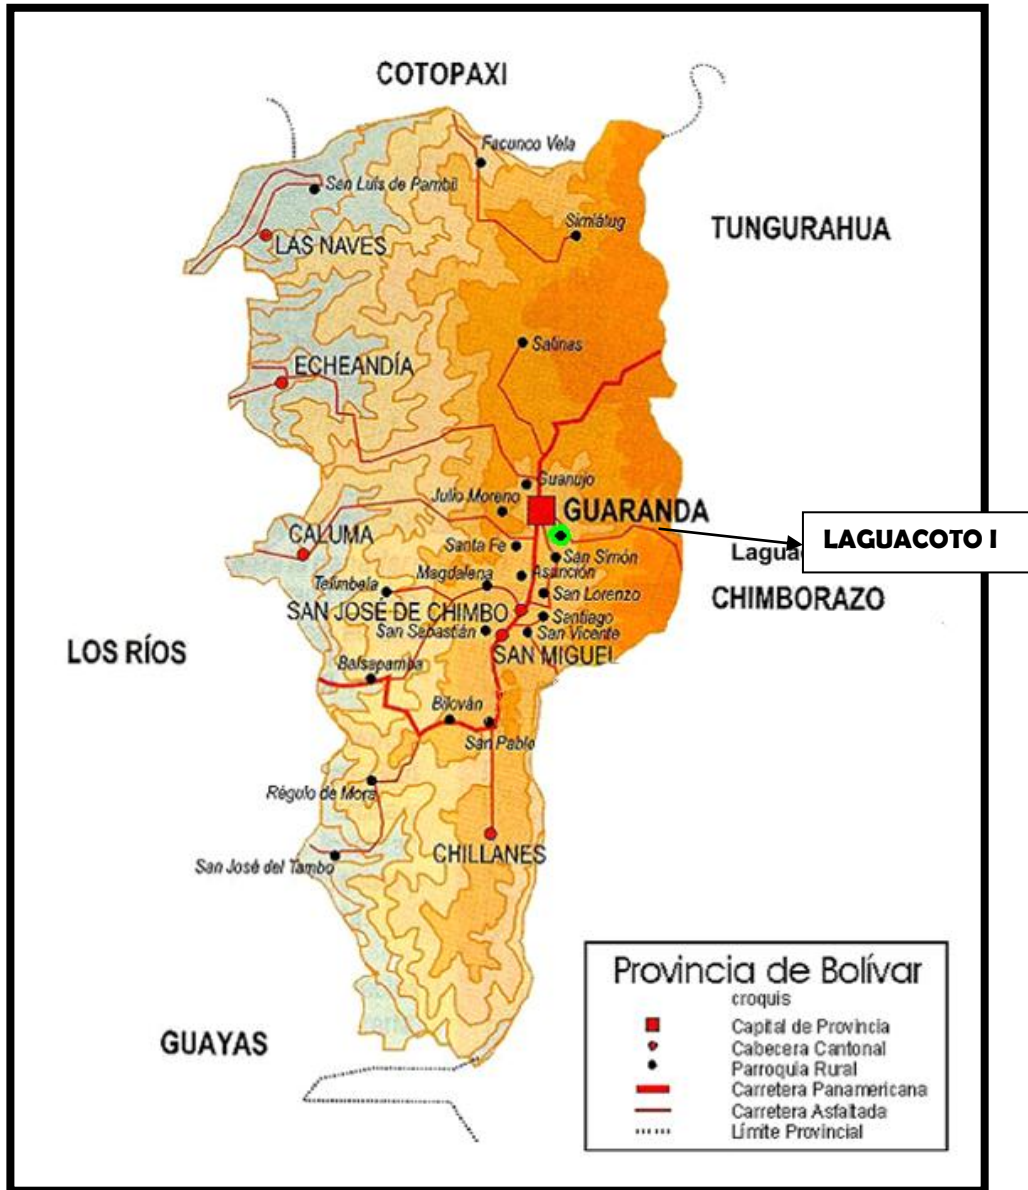 COTOPAXI
Facunco Vela
San Luis de Pambil
Simiátug
TUNGURAHUA
LAS NAVES
Salinas
ECHEANDÍA
Guanujo
Julio Moreno
GUARANDA
CALUMA
LAGUACOTO I
Santa Fe
Lagua
San Simón
Magdalena
Asunción
Telimbela
San Lorenzo
CHIMBORAZO
SAN JOSÉ DE CHIMBO
Santiago
San Sebastián
San Vicente
LOS RÍOS
SAN MIGUEL
Balsapamba
Bilován
San Pablo
Régulo de Mora
CHILLANES
San José del Tambo
GUAYAS
Provincia de Bolívar
croquis
Capital de Provincia
Cabecera Cantonal
Parroquia Rural
Carretera Panamericana
Carretera Asfaltada
Límite Provincial